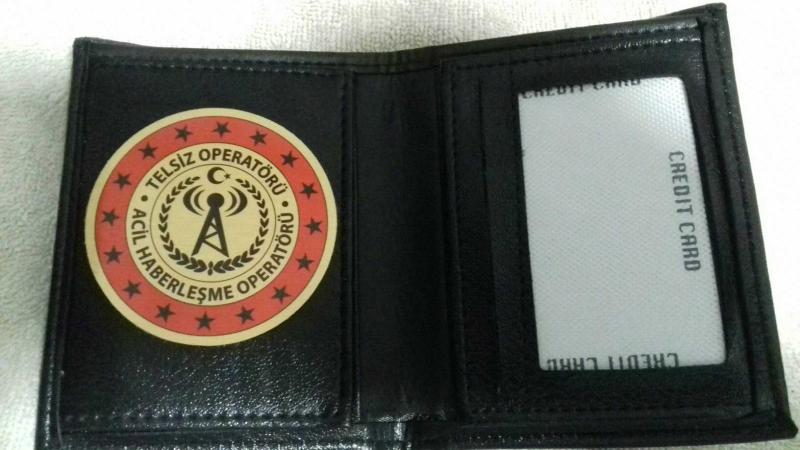 TELSİZ OPERATÖRÜ
ACİL HABERLEŞME OPERATÖRÜ
CREDIT CARD
CREDIT CARD
CREDIT CARD